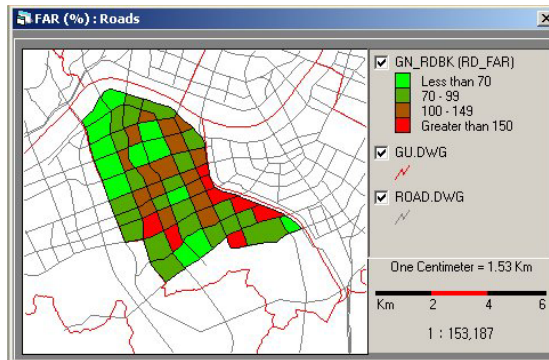 FAR (%) : Roads
GN_RDBK (RD_FAR)
Less than 70
70 - 99
100 - 149
Greater than 150
GU.DWG
ROAD.DWG
One Centimeter = 1.53 Km
Km 2 4 6
1 : 153,187